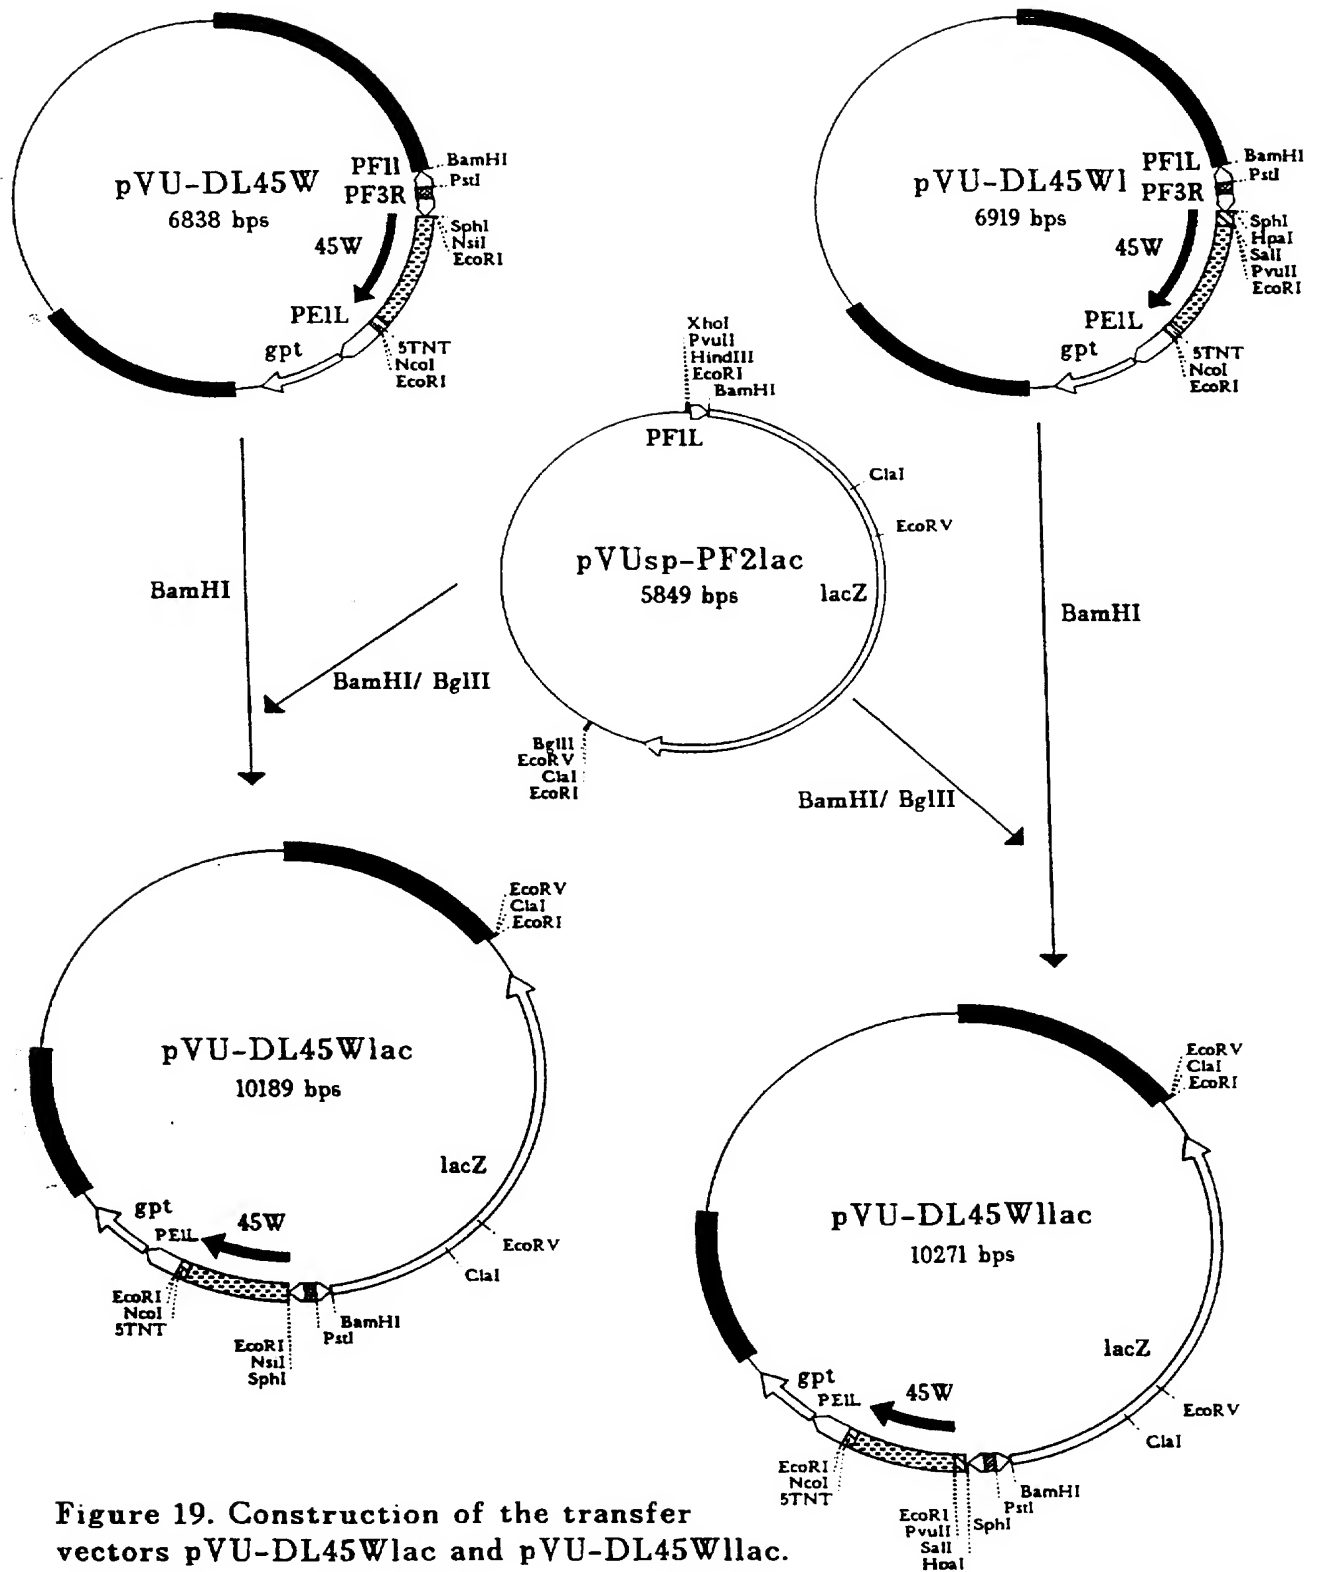 pVU-DL45W
6838 bps
PF1l
PF3R
45W
PE1L
gpt
BamHI
PstI
SphI
NsiI
EcoRI
5TNT
NcoI
EcoRI
pVU-DL45Wl
6919 bps
PF1L
PF3R
45W
PE1L
gpt
BamHI
PstI
SphI
HpaI
SalI
PvuII
EcoRI
5TNT
NcoI
EcoRI
XhoI
PvuII
HindIII
EcoRI
BamHI
PF1L
ClaI
EcoRV
pVUsp-PF2lac
5849 bps
lacZ
BglII
EcoRV
ClaI
EcoRI
BamHI
BamHI/ BglII
BamHI
BamHI/ BglII
EcoRV
ClaI
EcoRI
pVU-DL45Wlac
10189 bps
lacZ
gpt
PE1L
45W
EcoRV
ClaI
BamHI
PstI
EcoRI
NcoI
5TNT
EcoRI
NsiI
SphI
EcoRV
ClaI
EcoRI
pVU-DL45Wllac
10271 bps
lacZ
gpt
PE1L
45W
EcoRV
ClaI
BamHI
PstI
SphI
EcoRI
NcoI
5TNT
EcoRI
PvuII
SalI
HpaI
Figure 19. Construction of the transfer
vectors pVU-DL45Wlac and pVU-DL45Wllac.